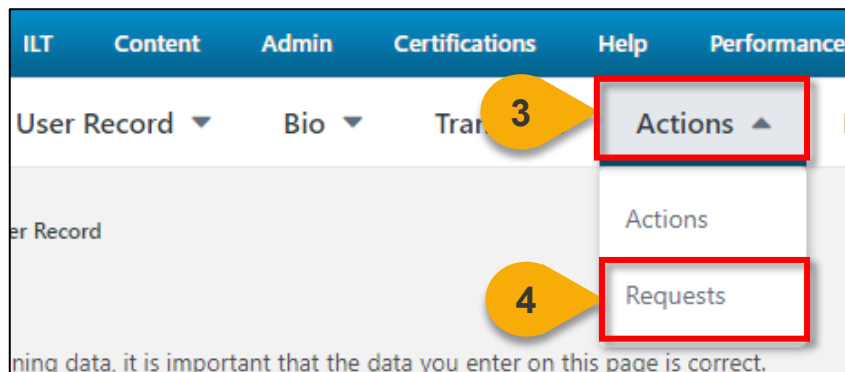 ILT Content Admin Certifications Help Performance
User Record Bio Tran 3 Actions
er Record
Actions
4 Requests
ning data, it is important that the data you enter on this page is correct.